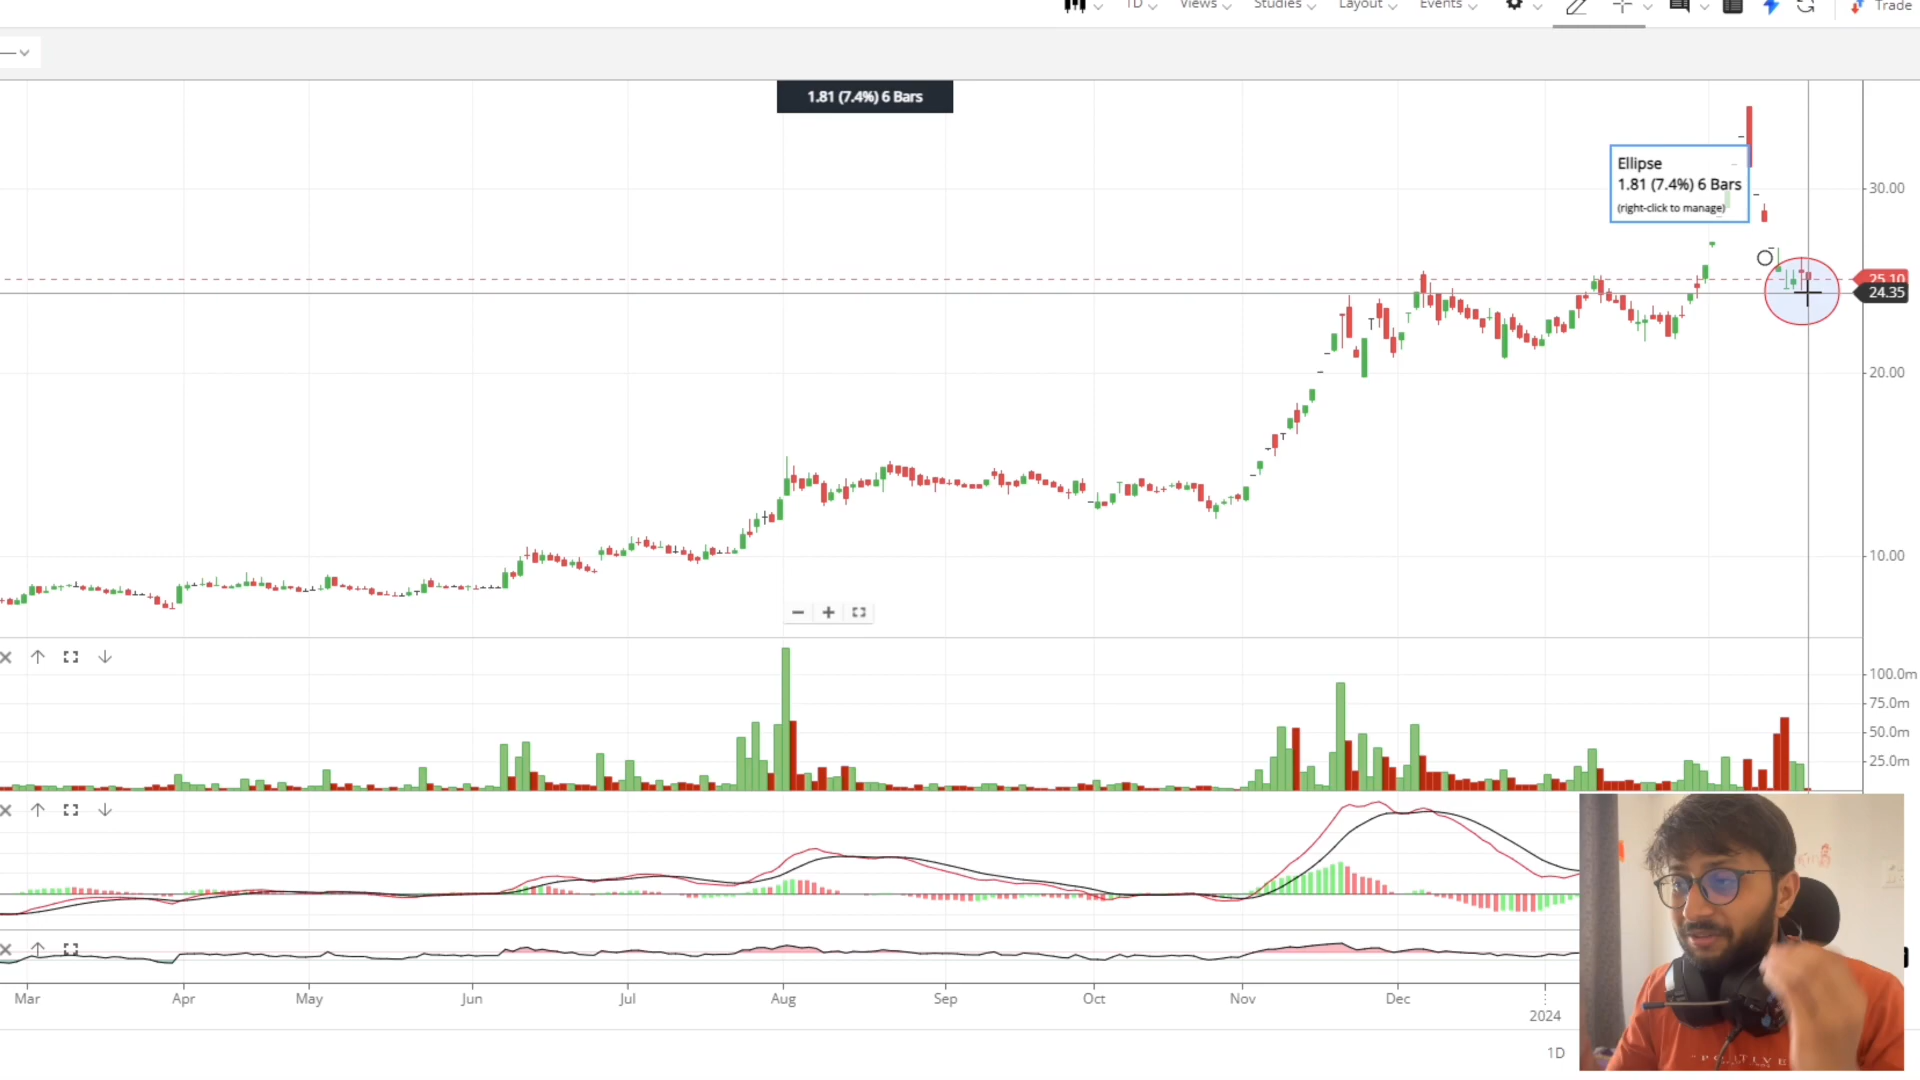 1D
Views
Studies
Layout
Events
Trade
1.81 (7.4%) 6 Bars
Ellipse
1.81 (7.4%) 6 Bars
(right-click to manage)
30.00
25.10
24.35
20.00
10.00
100.0m
75.0m
50.0m
25.0m
Mar
Apr
May
Jun
Jul
Aug
Sep
Oct
Nov
Dec
2024
1D